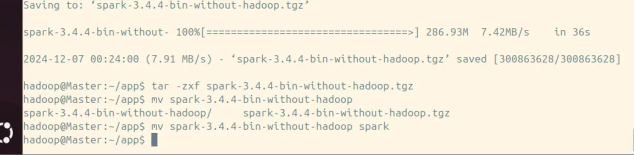 Saving to: ‘spark-3.4.4-bin-without-hadoop.tgz’
spark-3.4.4-bin-without- 100%[================================>] 286.93M  7.42MB/s    in 36s
2024-12-07 00:24:00 (7.91 MB/s) - ‘spark-3.4.4-bin-without-hadoop.tgz’ saved [300863628/300863628]
hadoop@Master:~/app$ tar -zxf spark-3.4.4-bin-without-hadoop.tgz
hadoop@Master:~/app$ mv spark-3.4.4-bin-without-hadoop
spark-3.4.4-bin-without-hadoop/     spark-3.4.4-bin-without-hadoop.tgz
hadoop@Master:~/app$ mv spark-3.4.4-bin-without-hadoop spark
hadoop@Master:~/app$